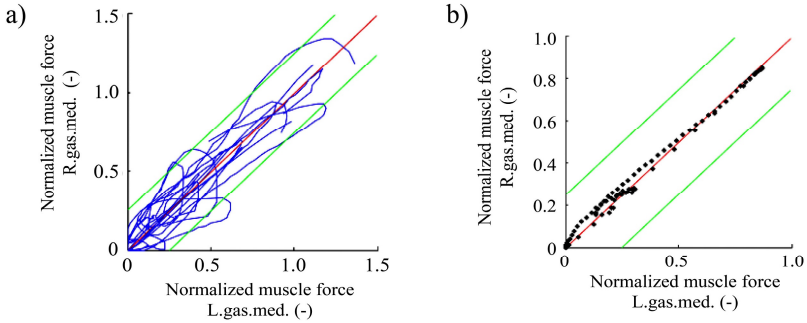 a)
1.5
1.0
0.5
0
0
0.5
1.0
1.5
Normalized muscle force
R.gas.med. (-)
Normalized muscle force
L.gas.med. (-)
b)
1.0
0.8
0.6
0.4
0.2
0
0
0.5
1.0
Normalized muscle force
R.gas.med. (-)
Normalized muscle force
L.gas.med. (-)